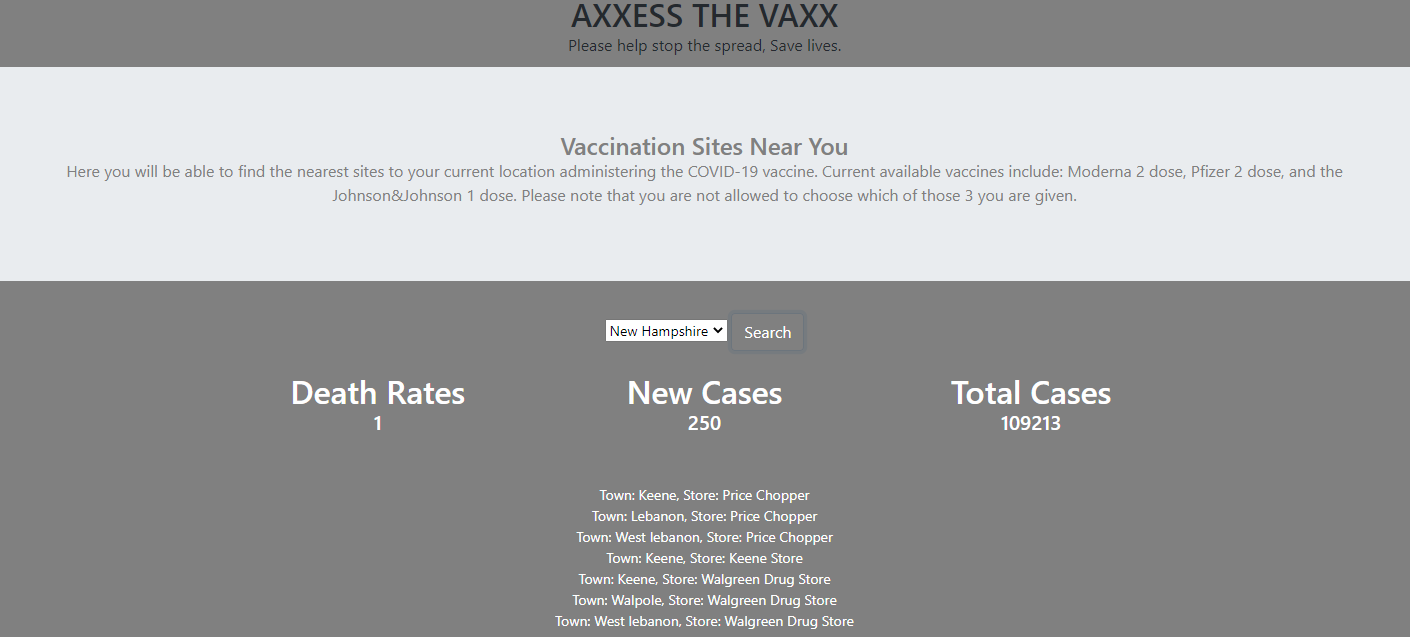 AXXESS THE VAXX
Please help stop the spread, Save lives.
Vaccination Sites Near You
Here you will be able to find the nearest sites to your current location administering the COVID-19 vaccine. Current available vaccines include: Moderna 2 dose, Pfizer 2 dose, and the
Johnson&Johnson 1 dose. Please note that you are not allowed to choose which of those 3 you are given.
New Hampshire Search
Death Rates New Cases Total Cases
1 250 109213
Town: Keene, Store: Price Chopper
Town: Lebanon, Store: Price Chopper
Town: West lebanon, Store: Price Chopper
Town: Keene, Store: Keene Store
Town: Keene, Store: Walgreen Drug Store
Town: Walpole, Store: Walgreen Drug Store
Town: West lebanon, Store: Walgreen Drug Store